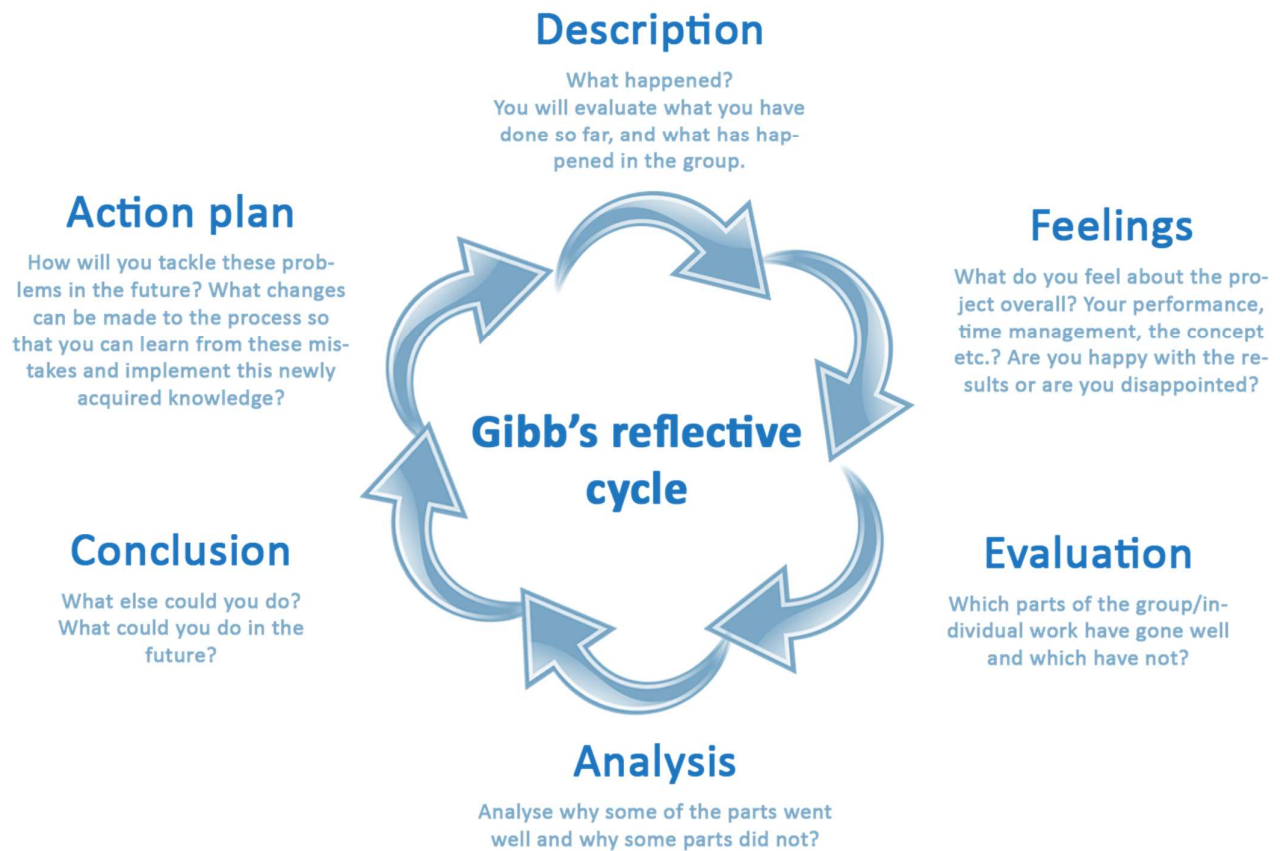 Description
What happened?
You will evaluate what you have
done so far, and what has hap-
pened in the group.
Feelings
What do you feel about the pro-
ject overall? Your performance,
time management, the concept
etc.? Are you happy with the re-
sults or are you disappointed?
Evaluation
Which parts of the group/in-
dividual work have gone well
and which have not?
Analysis
Analyse why some of the parts went
well and why some parts did not?
Conclusion
What else could you do?
What could you do in the
future?
Action plan
How will you tackle these prob-
lems in the future? What changes
can be made to the process so
that you can learn from these mis-
takes and implement this newly
acquired knowledge?
Gibb's reflective
cycle